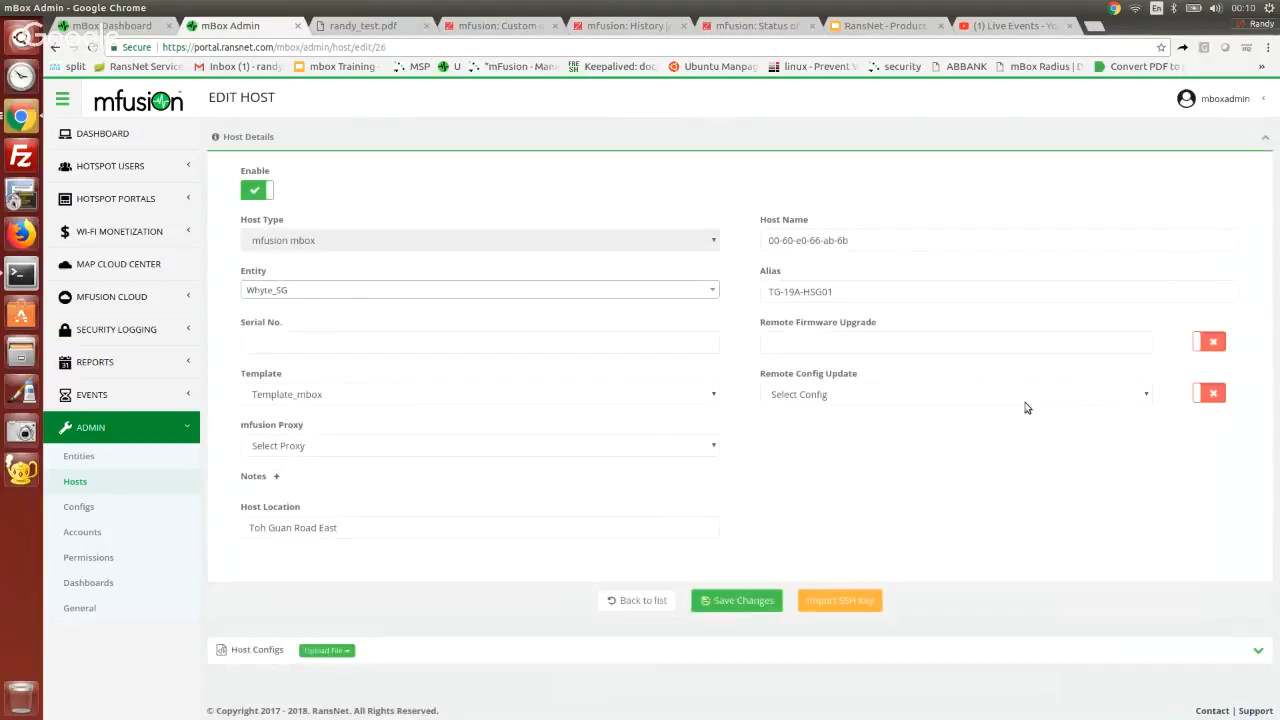 mBox Admin - Google Chrome
En
00:10
mBox Admin
mBox Admin
randy_test.pdf
mfusion: Custom
mfusion: History
mfusion: Status of
RansNet - Product
(Live Events - Yo
Randy
Google
Secure
https://portal.ransnet.com/mbox/admin/host/edit/26
split
RansNet Service
Inbox (1) - randy
mbox Training -
MSP
U
"mFusion - Mane
Keepalived: doc
Ubuntu Manpag
linux - Prevent V
security
ABBANK
mBox Radius | D
Convert PDF to
»
mfusion
EDIT HOST
mboxadmin
DASHBOARD
HOTSPOT USERS
HOTSPOT PORTALS
WI-FI MONETIZATION
MAP CLOUD CENTER
MFUSION CLOUD
SECURITY LOGGING
REPORTS
EVENTS
ADMIN
Entities
Hosts
Configs
Accounts
Permissions
Dashboards
General
Host Details
Enable
Host Type
mfusion mbox
Host Name
00-60-e0-66-ab-6b
Entity
Whyte_SG
Alias
TG-19A-HSG01
Serial No.
Remote Firmware Upgrade
Template
Template_mbox
Remote Config Update
Select Config
mfusion Proxy
Select Proxy
Notes +
Host Location
Toh Guan Road East
Back to list
Save Changes
Import SSH Key
Host Configs
Upload File
© Copyright 2017 - 2018. RansNet. All Rights Reserved.
Contact | Support